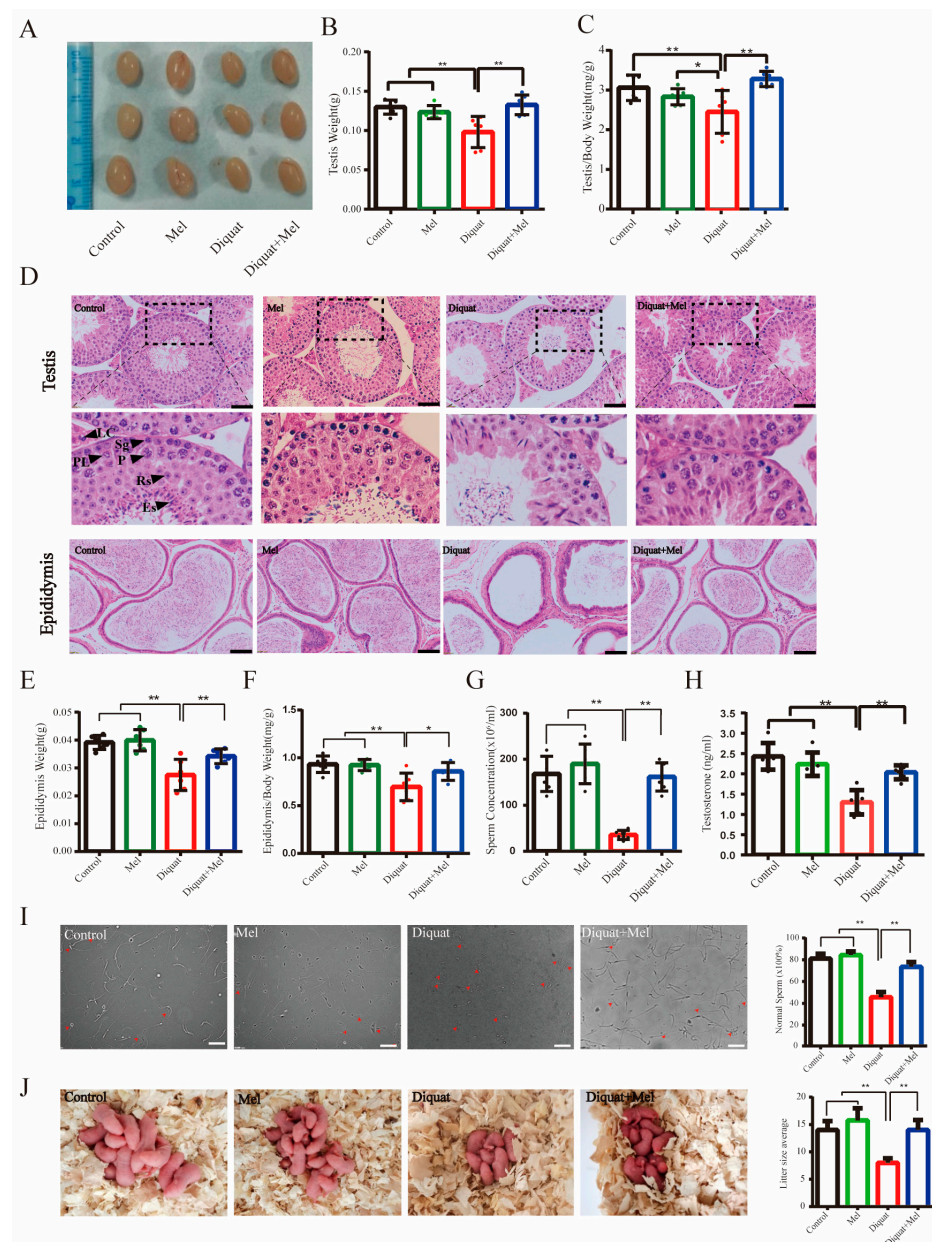 A
Control
Mel
Diquat
Diquat+Mel
B
Testis Weight(g)
0.20
0.15
0.10
0.05
0.00
**
**
Control
Mel
Diquat
Diquat+Mel
C
Testis/Body Weight(mg/g)
4
3
2
1
0
**
**
*
Control
Mel
Diquat
Diquat+Mel
D
Testis
Control
Mel
Diquat
Diquat+Mel
LC
Sg
PL
P
Rs
Es
Epididymis
Control
Mel
Diquat
Diquat+Mel
E
Epididymis Weight(g)
0.05
0.04
0.03
0.02
0.01
0.00
**
**
Control
Mel
Diquat
Diquat+Mel
F
Epididymis/Body Weight(mg/g)
1.5
1.0
0.5
0.0
**
*
Control
Mel
Diquat
Diquat+Mel
G
Sperm Concentration(x10⁶/ml)
300
200
100
0
**
**
Control
Mel
Diquat
Diquat+Mel
H
Testosterone (ng/ml)
3.5
3.0
2.5
2.0
1.5
1.0
0.5
0.0
**
**
Control
Mel
Diquat
Diquat+Mel
I
Control
Mel
Diquat
Diquat+Mel
Normal Sperm (x100%)
100
80
60
40
20
0
**
**
Control
Mel
Diquat
Diquat+Mel
J
Control
Mel
Diquat
Diquat+Mel
Litter size average
20
15
10
5
0
**
**
Control
Mel
Diquat
Diquat+Mel